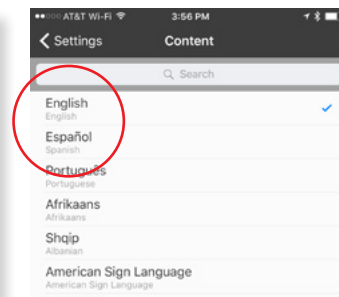 AT&T Wi-Fi 3:56 PM
Settings Content
Search
English
English
Español
Spanish
Português
Portuguese
Afrikaans
Afrikaans
Shqip
Albanian
American Sign Language
American Sign Language